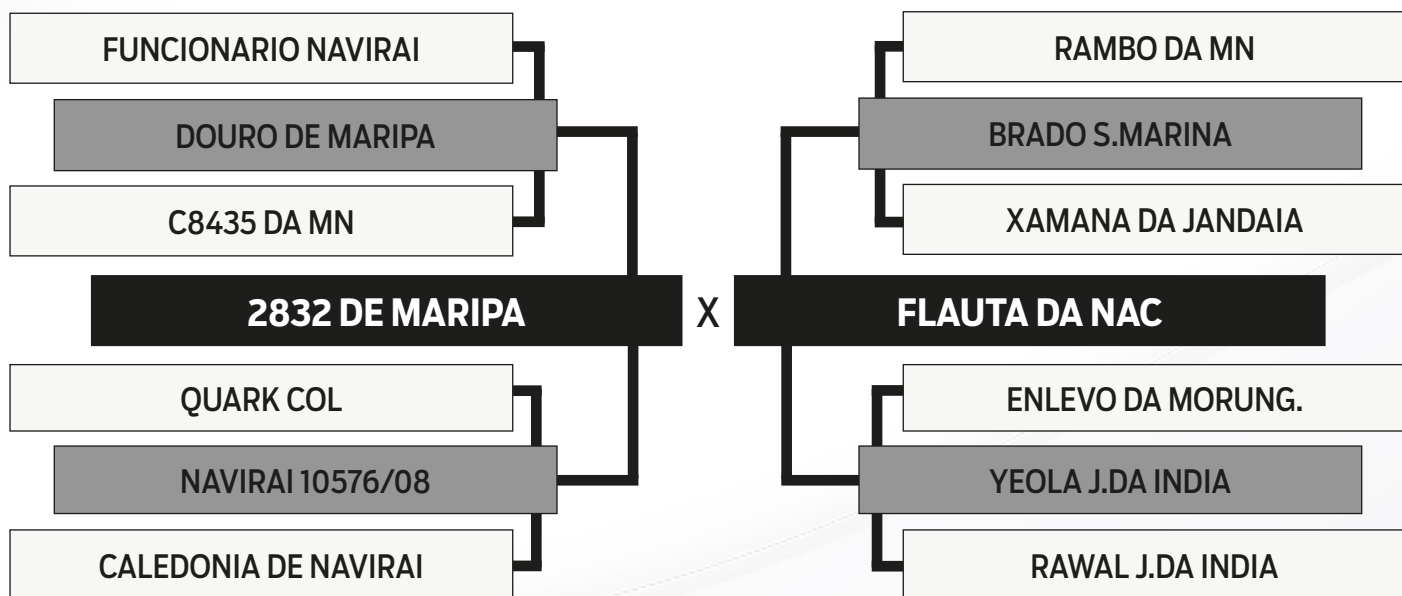 FUNCIONARIO NAVIRAI
DOURO DE MARIPA
C8435 DA MN
2832 DE MARIPA
QUARK COL
NAVIRAI 10576/08
CALEDONIA DE NAVIRAI
X
RAMBO DA MN
BRADO S.MARINA
XAMANA DA JANDAIA
FLAUTA DA NAC
ENLEVO DA MORUNG.
YEOLA J.DA INDIA
RAWAL J.DA INDIA